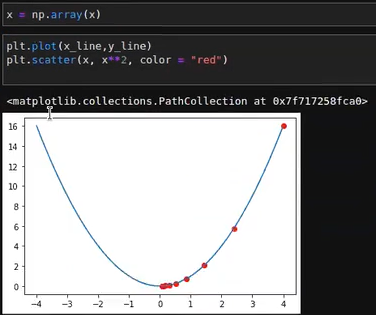 x = np.array(x)
plt.plot(x_line,y_line)
plt.scatter(x, x**2, color = "red")
<matplotlib.collections.PathCollection at 0x7f717258fca0>
16
14
12
10
8
6
4
2
0
−4 −3 −2 −1 0 1 2 3 4